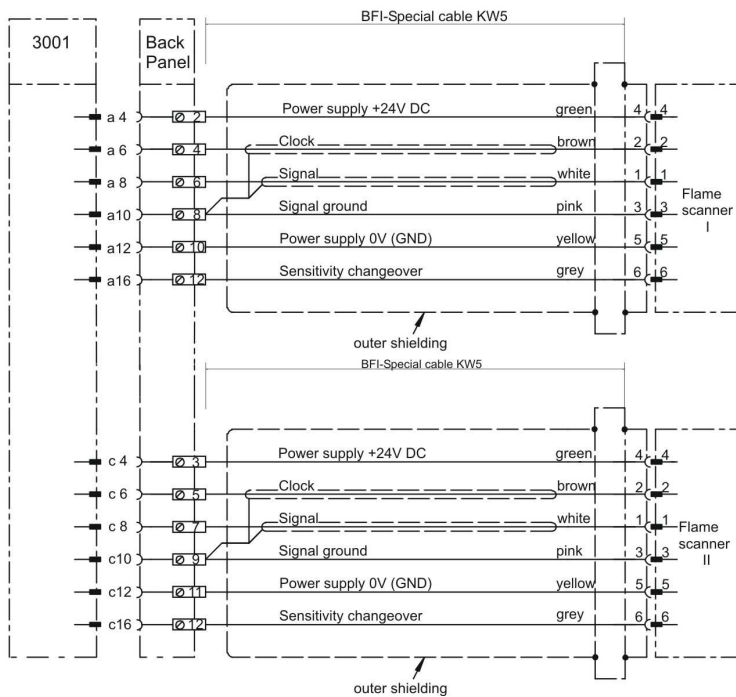 BFI-Special cable KW5
3001
Back
Panel
a 4 2 Power supply +24V DC green 4 4
a 6 4 Clock brown 2 2
a 8 6 Signal white 1 1
a10 8 Signal ground pink 3 3
a12 10 Power supply 0V (GND) yellow 5 5
a16 12 Sensitivity changeover grey 6 6
Flame
scanner
I
outer shielding
BFI-Special cable KW5
c 4 3 Power supply +24V DC green 4 4
c 6 5 Clock brown 2 2
c 8 7 Signal white 1 1
c10 9 Signal ground pink 3 3
c12 11 Power supply 0V (GND) yellow 5 5
c16 12 Sensitivity changeover grey 6 6
Flame
scanner
II
outer shielding